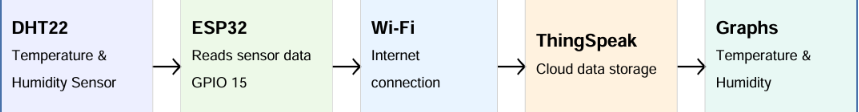 DHT22
Temperature &
Humidity Sensor
ESP32
Reads sensor data
GPIO 15
Wi-Fi
Internet
connection
ThingSpeak
Cloud data storage
Graphs
Temperature &
Humidity